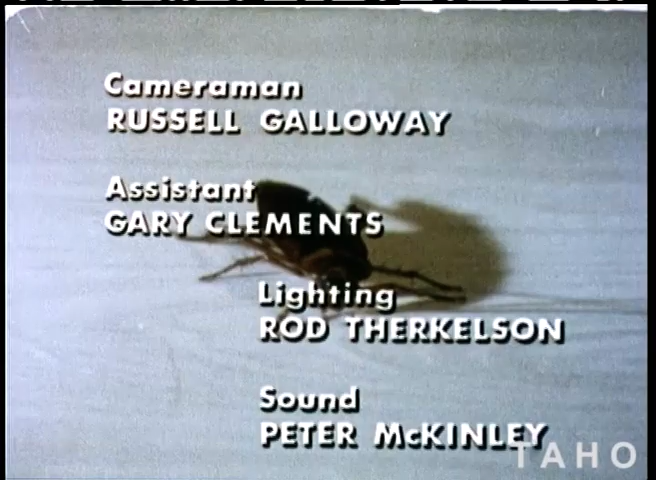 Cameraman
RUSSELL GALLOWAY
Assistant
GARY CLEMENTS
Lighting
ROD THERKELSON
Sound
PETER McKINLEY
TAHO